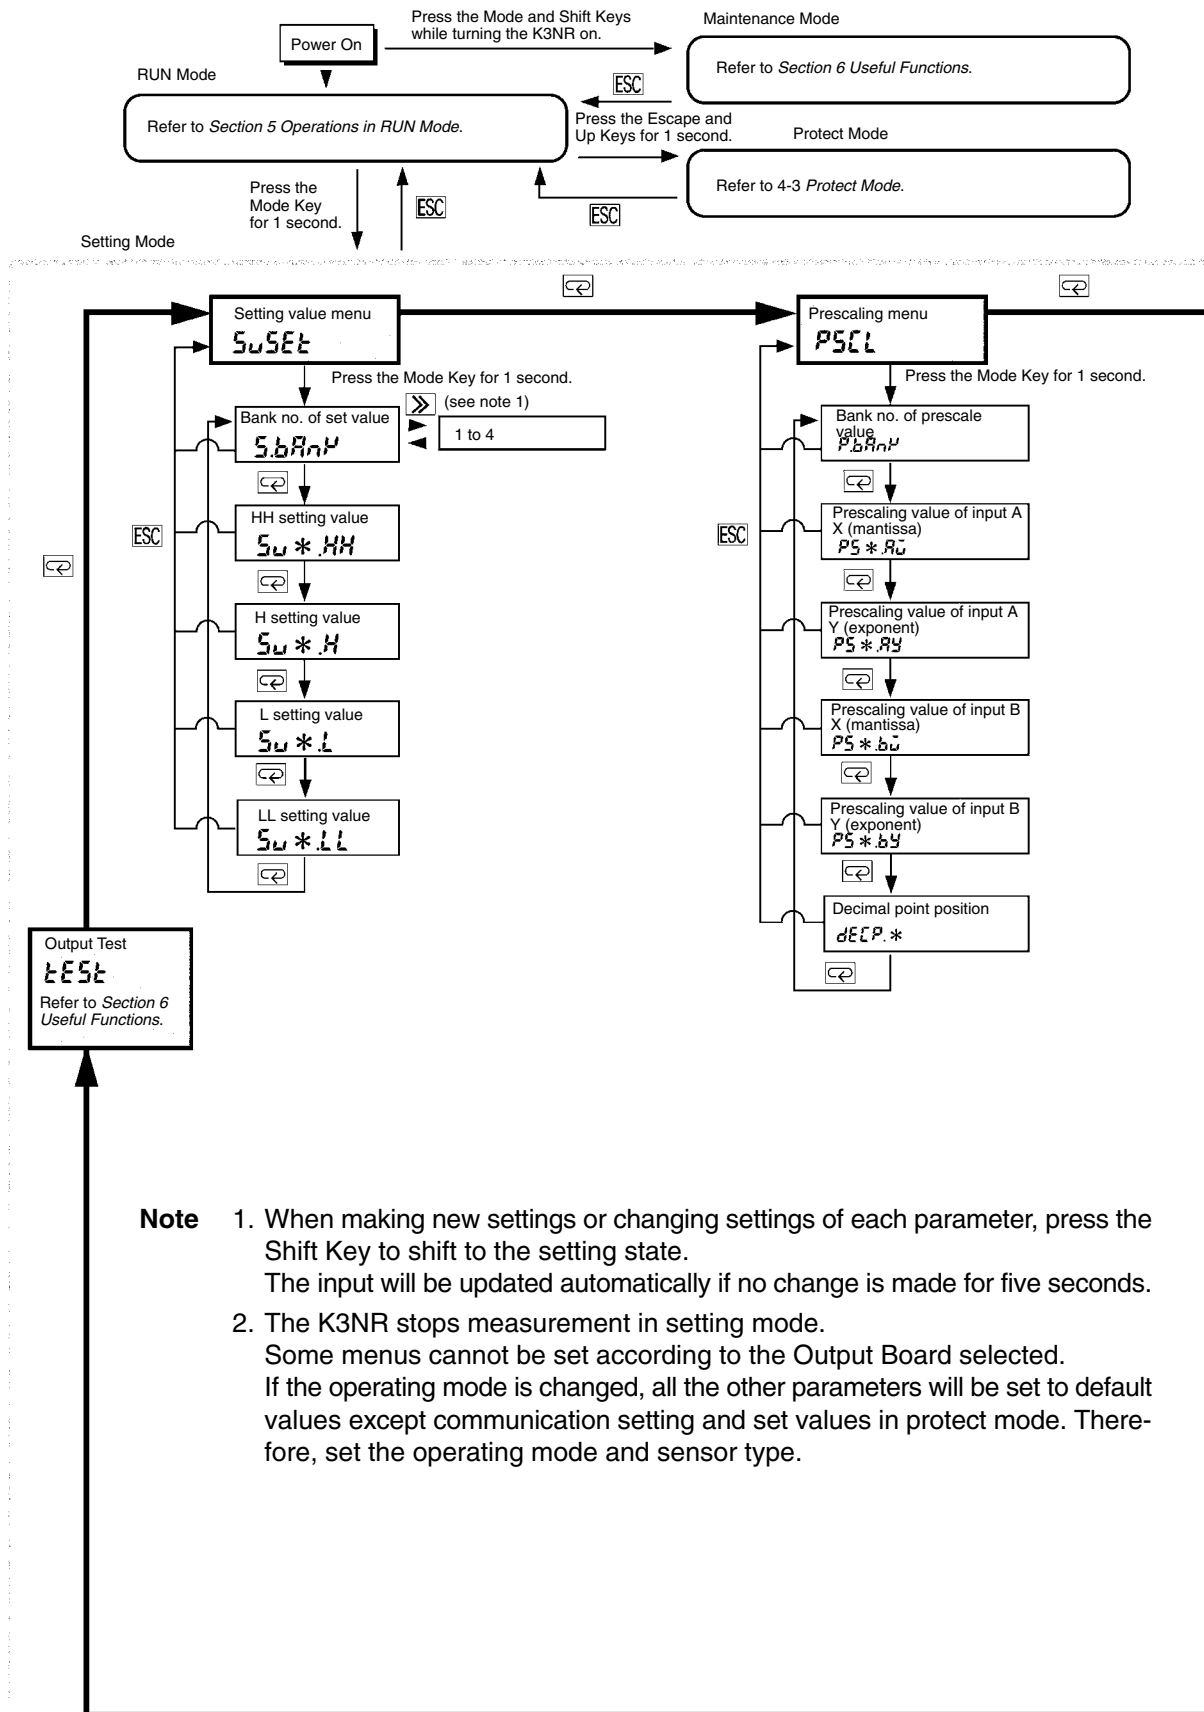 Press the Mode and Shift Keys
while turning the K3NR on.
Maintenance Mode
Power On
Refer to Section 6 Useful Functions.
RUN Mode
ESC
Refer to Section 5 Operations in RUN Mode.
Press the Escape and
Up Keys for 1 second.
Protect Mode
Refer to 4-3 Protect Mode.
ESC
Press the
Mode Key
for 1 second.
ESC
Setting Mode
Setting value menu
SuSEt
Press the Mode Key for 1 second.
Bank no. of set value
S.bAnK
(see note 1)
1 to 4
HH setting value
Su*.HH
ESC
H setting value
Su*.H
L setting value
Su*.L
LL setting value
Su*.LL
Prescaling menu
PSCL
Press the Mode Key for 1 second.
Bank no. of prescale
value
P.bAnK
Prescaling value of input A
X (mantissa)
ESC
Prescaling value of input A
Y (exponent)
PS*.AY
Prescaling value of input B
X (mantissa)
Prescaling value of input B
Y (exponent)
PS*.bY
Decimal point position
dECP.*
Output Test
tESt
Refer to Section 6
Useful Functions.
Note 1. When making new settings or changing settings of each parameter, press the
Shift Key to shift to the setting state.
The input will be updated automatically if no change is made for five seconds.
2. The K3NR stops measurement in setting mode.
Some menus cannot be set according to the Output Board selected.
If the operating mode is changed, all the other parameters will be set to default
values except communication setting and set values in protect mode. There-
fore, set the operating mode and sensor type.